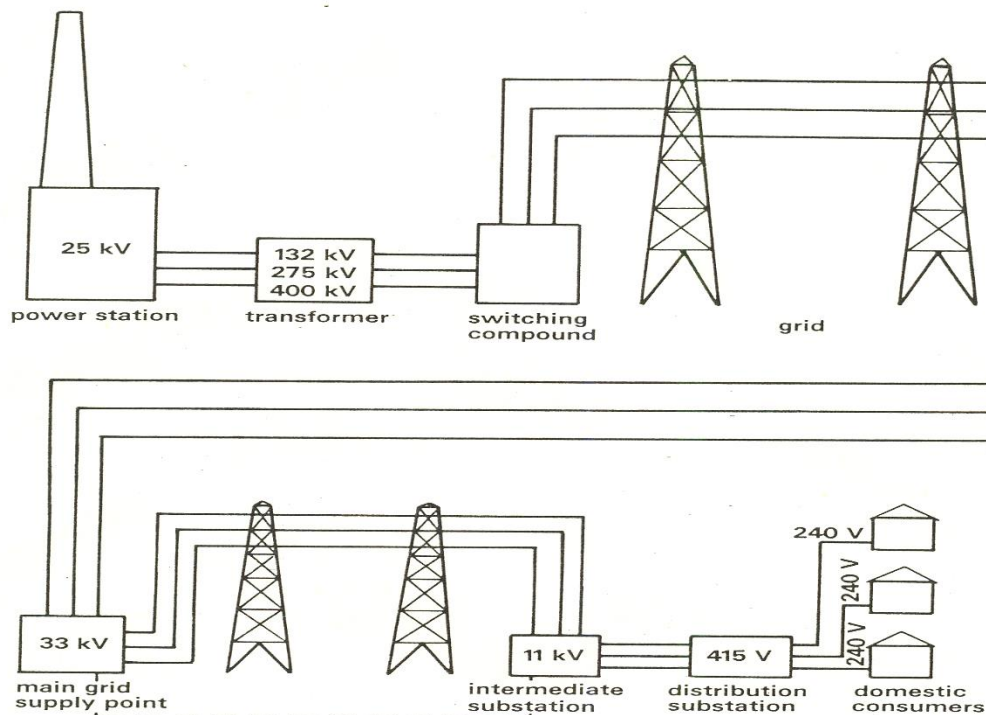 25 kV
132 kV
275 kV
400 kV
power station
transformer
switching
compound
grid
33 kV
main grid
supply point
11 kV
intermediate
substation
415 V
distribution
substation
240 V
240 V
240 V
domestic
consumers